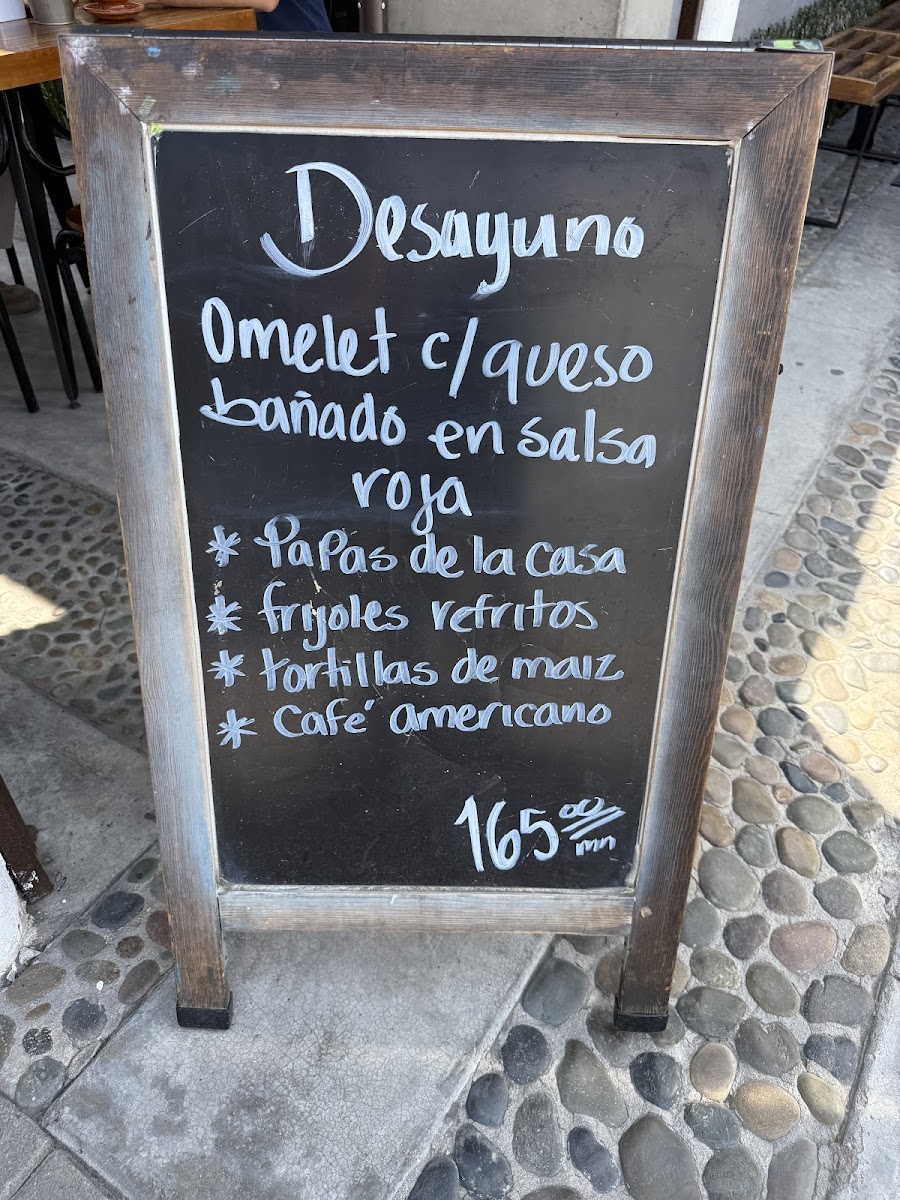 Desayuno
Omelet c/queso
bañado en salsa
roja
* Papas de la casa
* frijoles refritos
* tortillas de maiz
* Café americano
165.00 mn